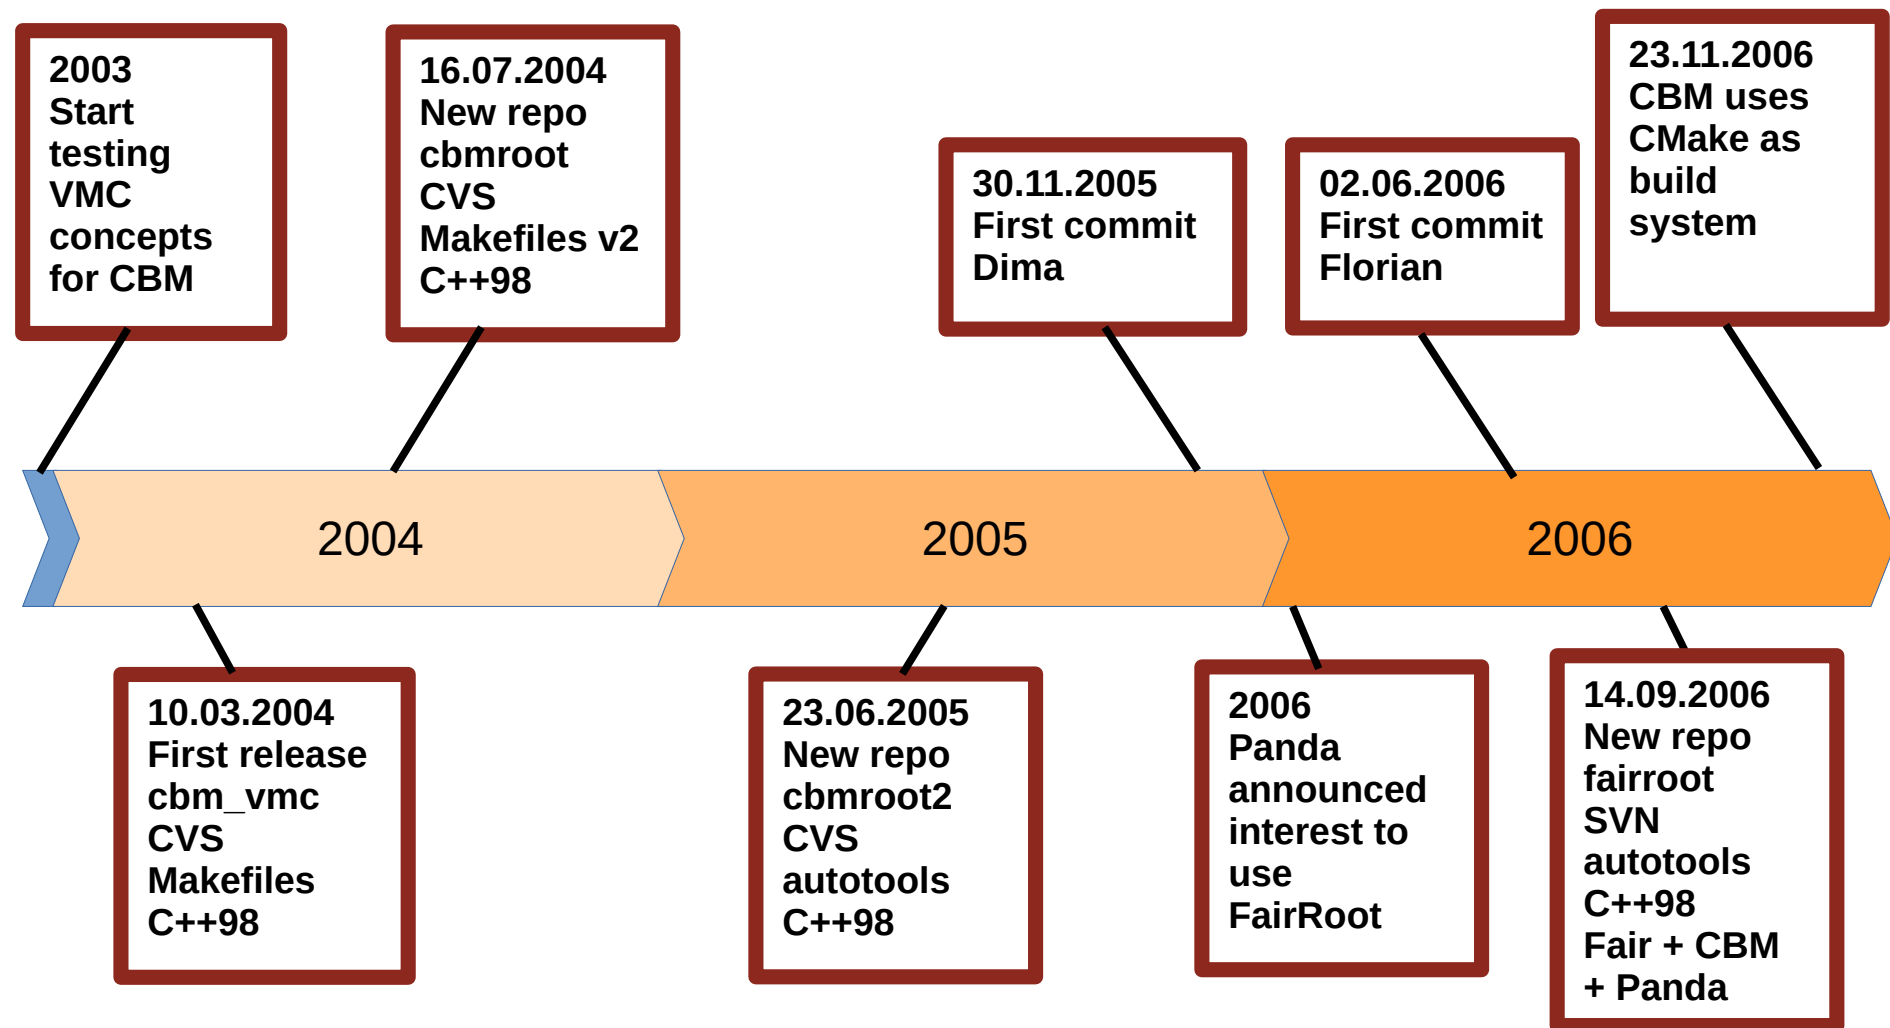 2003
Start
testing
VMC
concepts
for CBM
16.07.2004
New repo
cbmroot
CVS
Makefiles v2
C++98
30.11.2005
First commit
Dima
02.06.2006
First commit
Florian
23.11.2006
CBM uses
CMake as
build
system
2004
2005
2006
10.03.2004
First release
cbm_vmc
CVS
Makefiles
C++98
23.06.2005
New repo
cbmroot2
CVS
autotools
C++98
2006
Panda
announced
interest to
use
FairRoot
14.09.2006
New repo
fairroot
SVN
autotools
C++98
Fair + CBM
+ Panda